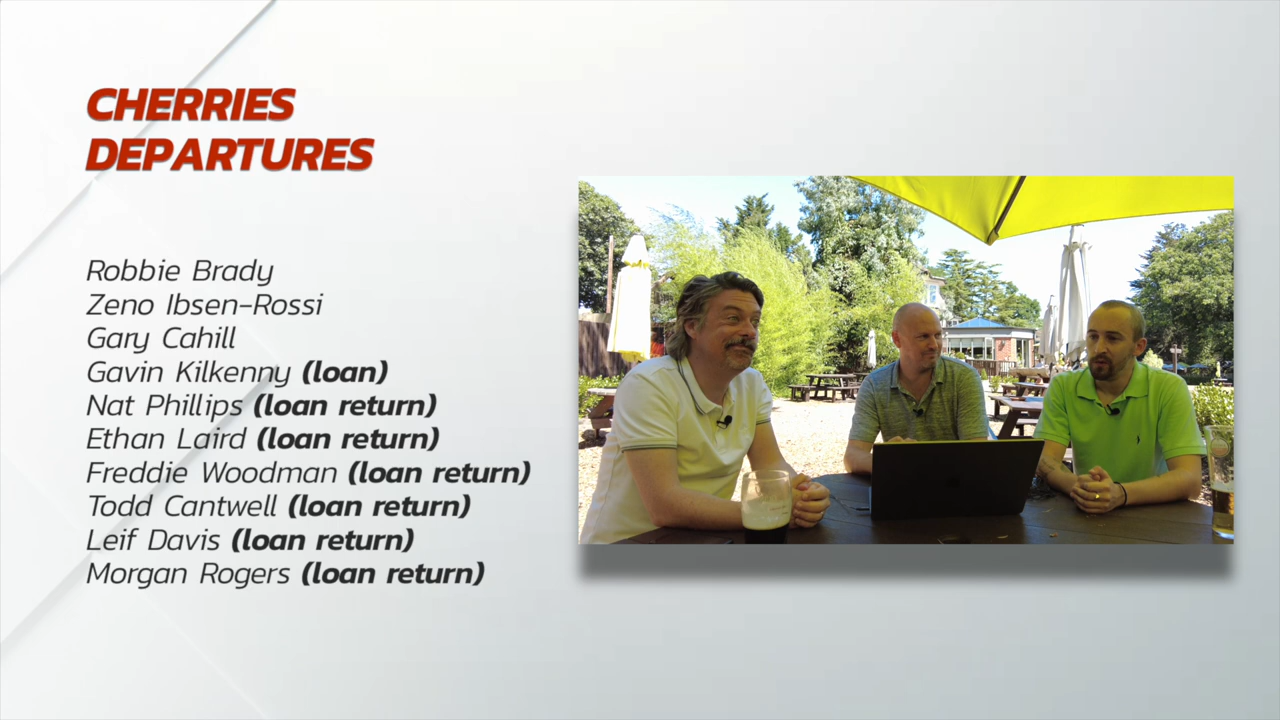 CHERRIES
DEPARTURES
Robbie Brady
Zeno Ibsen-Rossi
Gary Cahill
Gavin Kilkenny (loan)
Nat Phillips (loan return)
Ethan Laird (loan return)
Freddie Woodman (loan return)
Todd Cantwell (loan return)
Leif Davis (loan return)
Morgan Rogers (loan return)